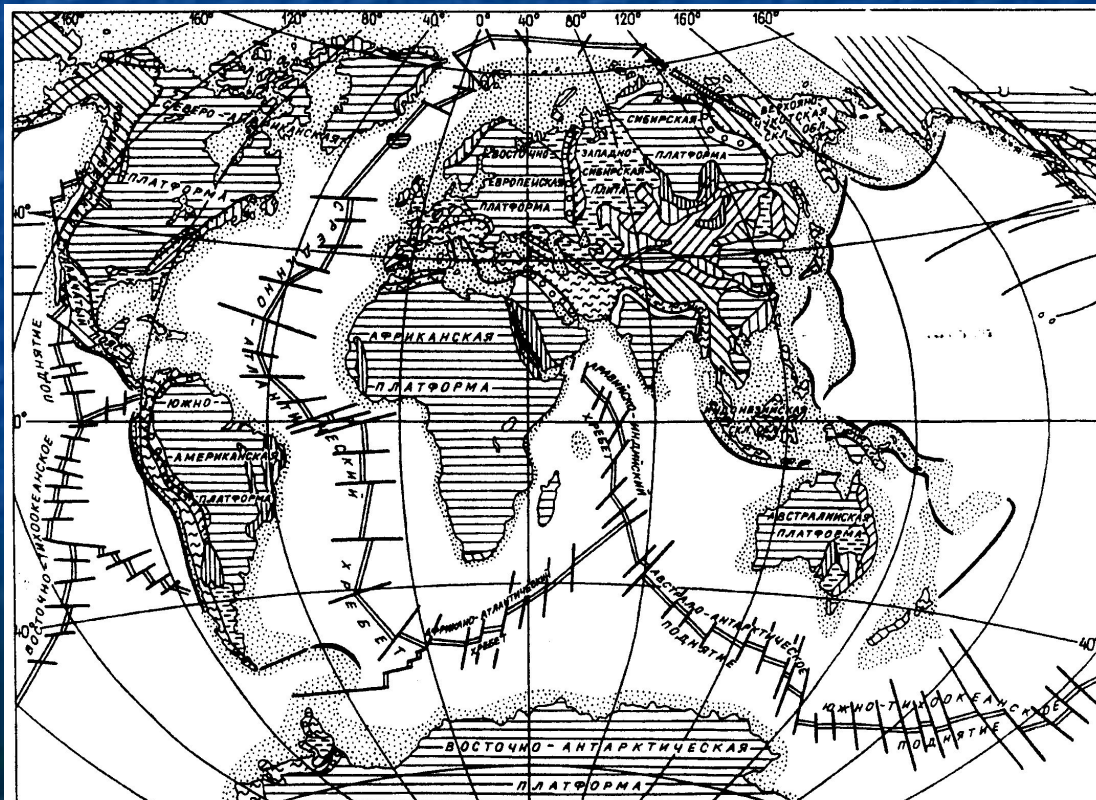 160° 160° 120° 80° 40° 0° 40° 80° 120° 160° 160°
СЕВЕРО-АМЕРИКАНСКАЯ
ПЛАТФОРМА
СИБИРСКАЯ
ПЛАТФОРМА
ВОСТОЧНО-
ЕВРОПЕЙСКАЯ
ПЛАТФОРМА
ЗАПАДНО-
СИБИРСКАЯ
ПЛИТА
40°
СРЕДИННО-АТЛАНТИЧЕСКИЙ ХРЕБЕТ
АФРИКАНСКАЯ
ПЛАТФОРМА
АРАВИЙСКО-ИНДИЙСКИЙ
ХРЕБЕТ
0°
ЮЖНО-
АМЕРИКАНСКАЯ
ПЛАТФОРМА
ВОСТОЧНО-ТИХООКЕАНСКОЕ ПОДНЯТИЕ
АВСТРАЛИЙСКАЯ
ПЛАТФОРМА
40°
АФРИКАНО-АТЛАНТИЧЕСКИЙ
ХРЕБЕТ
АВСТРАЛО-АНТАРКТИЧЕСКОЕ
ПОДНЯТИЕ
40°
ЮЖНО-ТИХООКЕАНСКОЕ
ПОДНЯТИЕ
ВОСТОЧНО-АНТАРКТИЧЕСКАЯ
ПЛАТФОРМА